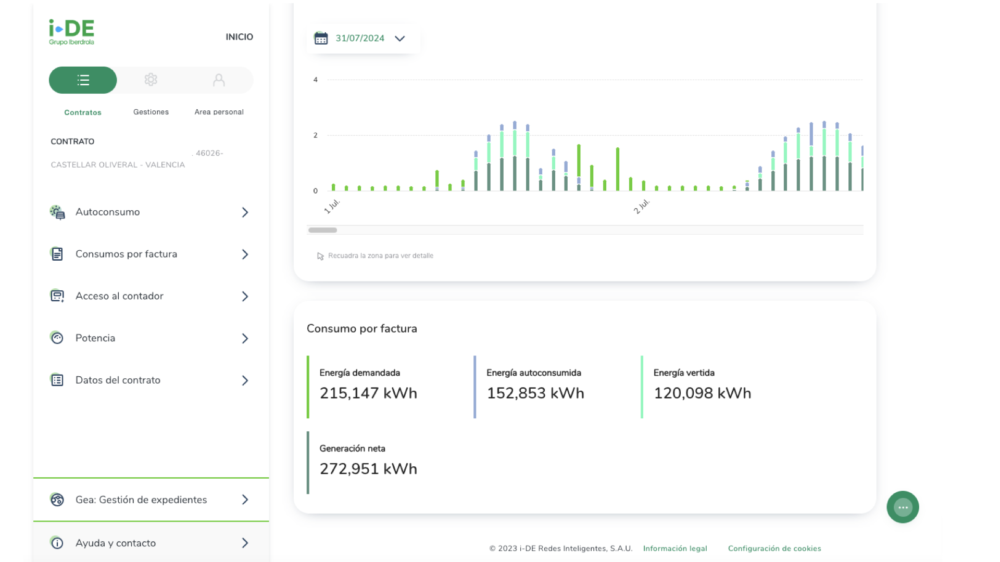 i-DE
Grupo Iberdrola
INICIO
Contratos
Gestiones
Area personal
CONTRATO
. 46026-
CASTELLAR OLIVERAL - VALENCIA
Autoconsumo
Consumos por factura
Acceso al contador
Potencia
Datos del contrato
Gea: Gestión de expedientes
Ayuda y contacto
31/07/2024
4
2
0
1 Jul.
2 Jul.
Recuadra la zona para ver detalle
Consumo por factura
Energía demandada
215,147 kWh
Energía autoconsumida
152,853 kWh
Energía vertida
120,098 kWh
Generación neta
272,951 kWh
© 2023 i-DE Redes Inteligentes, S.A.U.
Información legal
Configuración de cookies